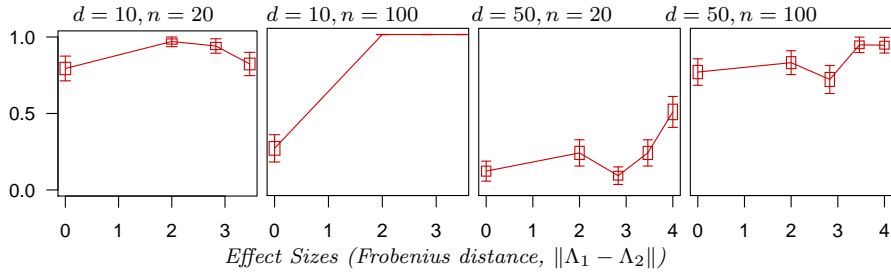 d = 10, n = 20 d = 10, n = 100 d = 50, n = 20 d = 50, n = 100
1.0
0.5
0.0
0 1 2 3 0 1 2 3 0 1 2 3 4 0 1 2 3 4
Effect Sizes (Frobenius distance, ‖Λ₁ − Λ₂‖)